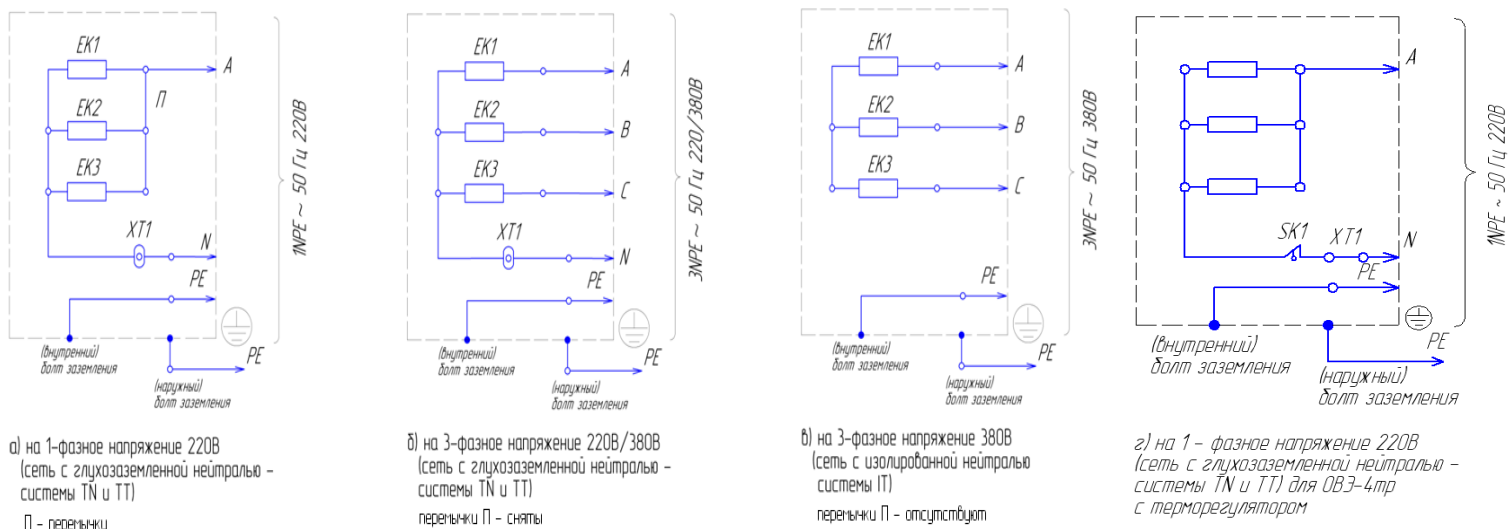 EK1
A
П
EK2
EK3
XT1
N
PE
(внутренний)
болт заземления
PE
(наружный)
болт заземления
1NPE ~ 50 Гц 220В
а) на 1-фазное напряжение 220В
(сеть с глухозаземленной нейтралью –
системы TN и TT)
П – перемычки
EK1
A
EK2
B
EK3
C
XT1
N
PE
(внутренний)
болт заземления
PE
(наружный)
болт заземления
3NPE ~ 50 Гц 220/380В
б) на 3-фазное напряжение 220В/380В
(сеть с глухозаземленной нейтралью –
системы TN и TT)
перемычки П – сняты
EK1
A
EK2
B
EK3
C
PE
(внутренний)
болт заземления
PE
(наружный)
болт заземления
3NPE ~ 50 Гц 380В
в) на 3-фазное напряжение 380В
(сеть с изолированной нейтралью
системы IT)
перемычки П – отсутствуют
A
SK1
XT1
N
PE
(внутренний)
болт заземления
PE
(наружный)
болт заземления
1NPE ~ 50 Гц 220В
г) на 1 – фазное напряжение 220В
(сеть с глухозаземленной нейтралью –
системы TN и TT) для ОВЭ-4тр
с терморегулятором